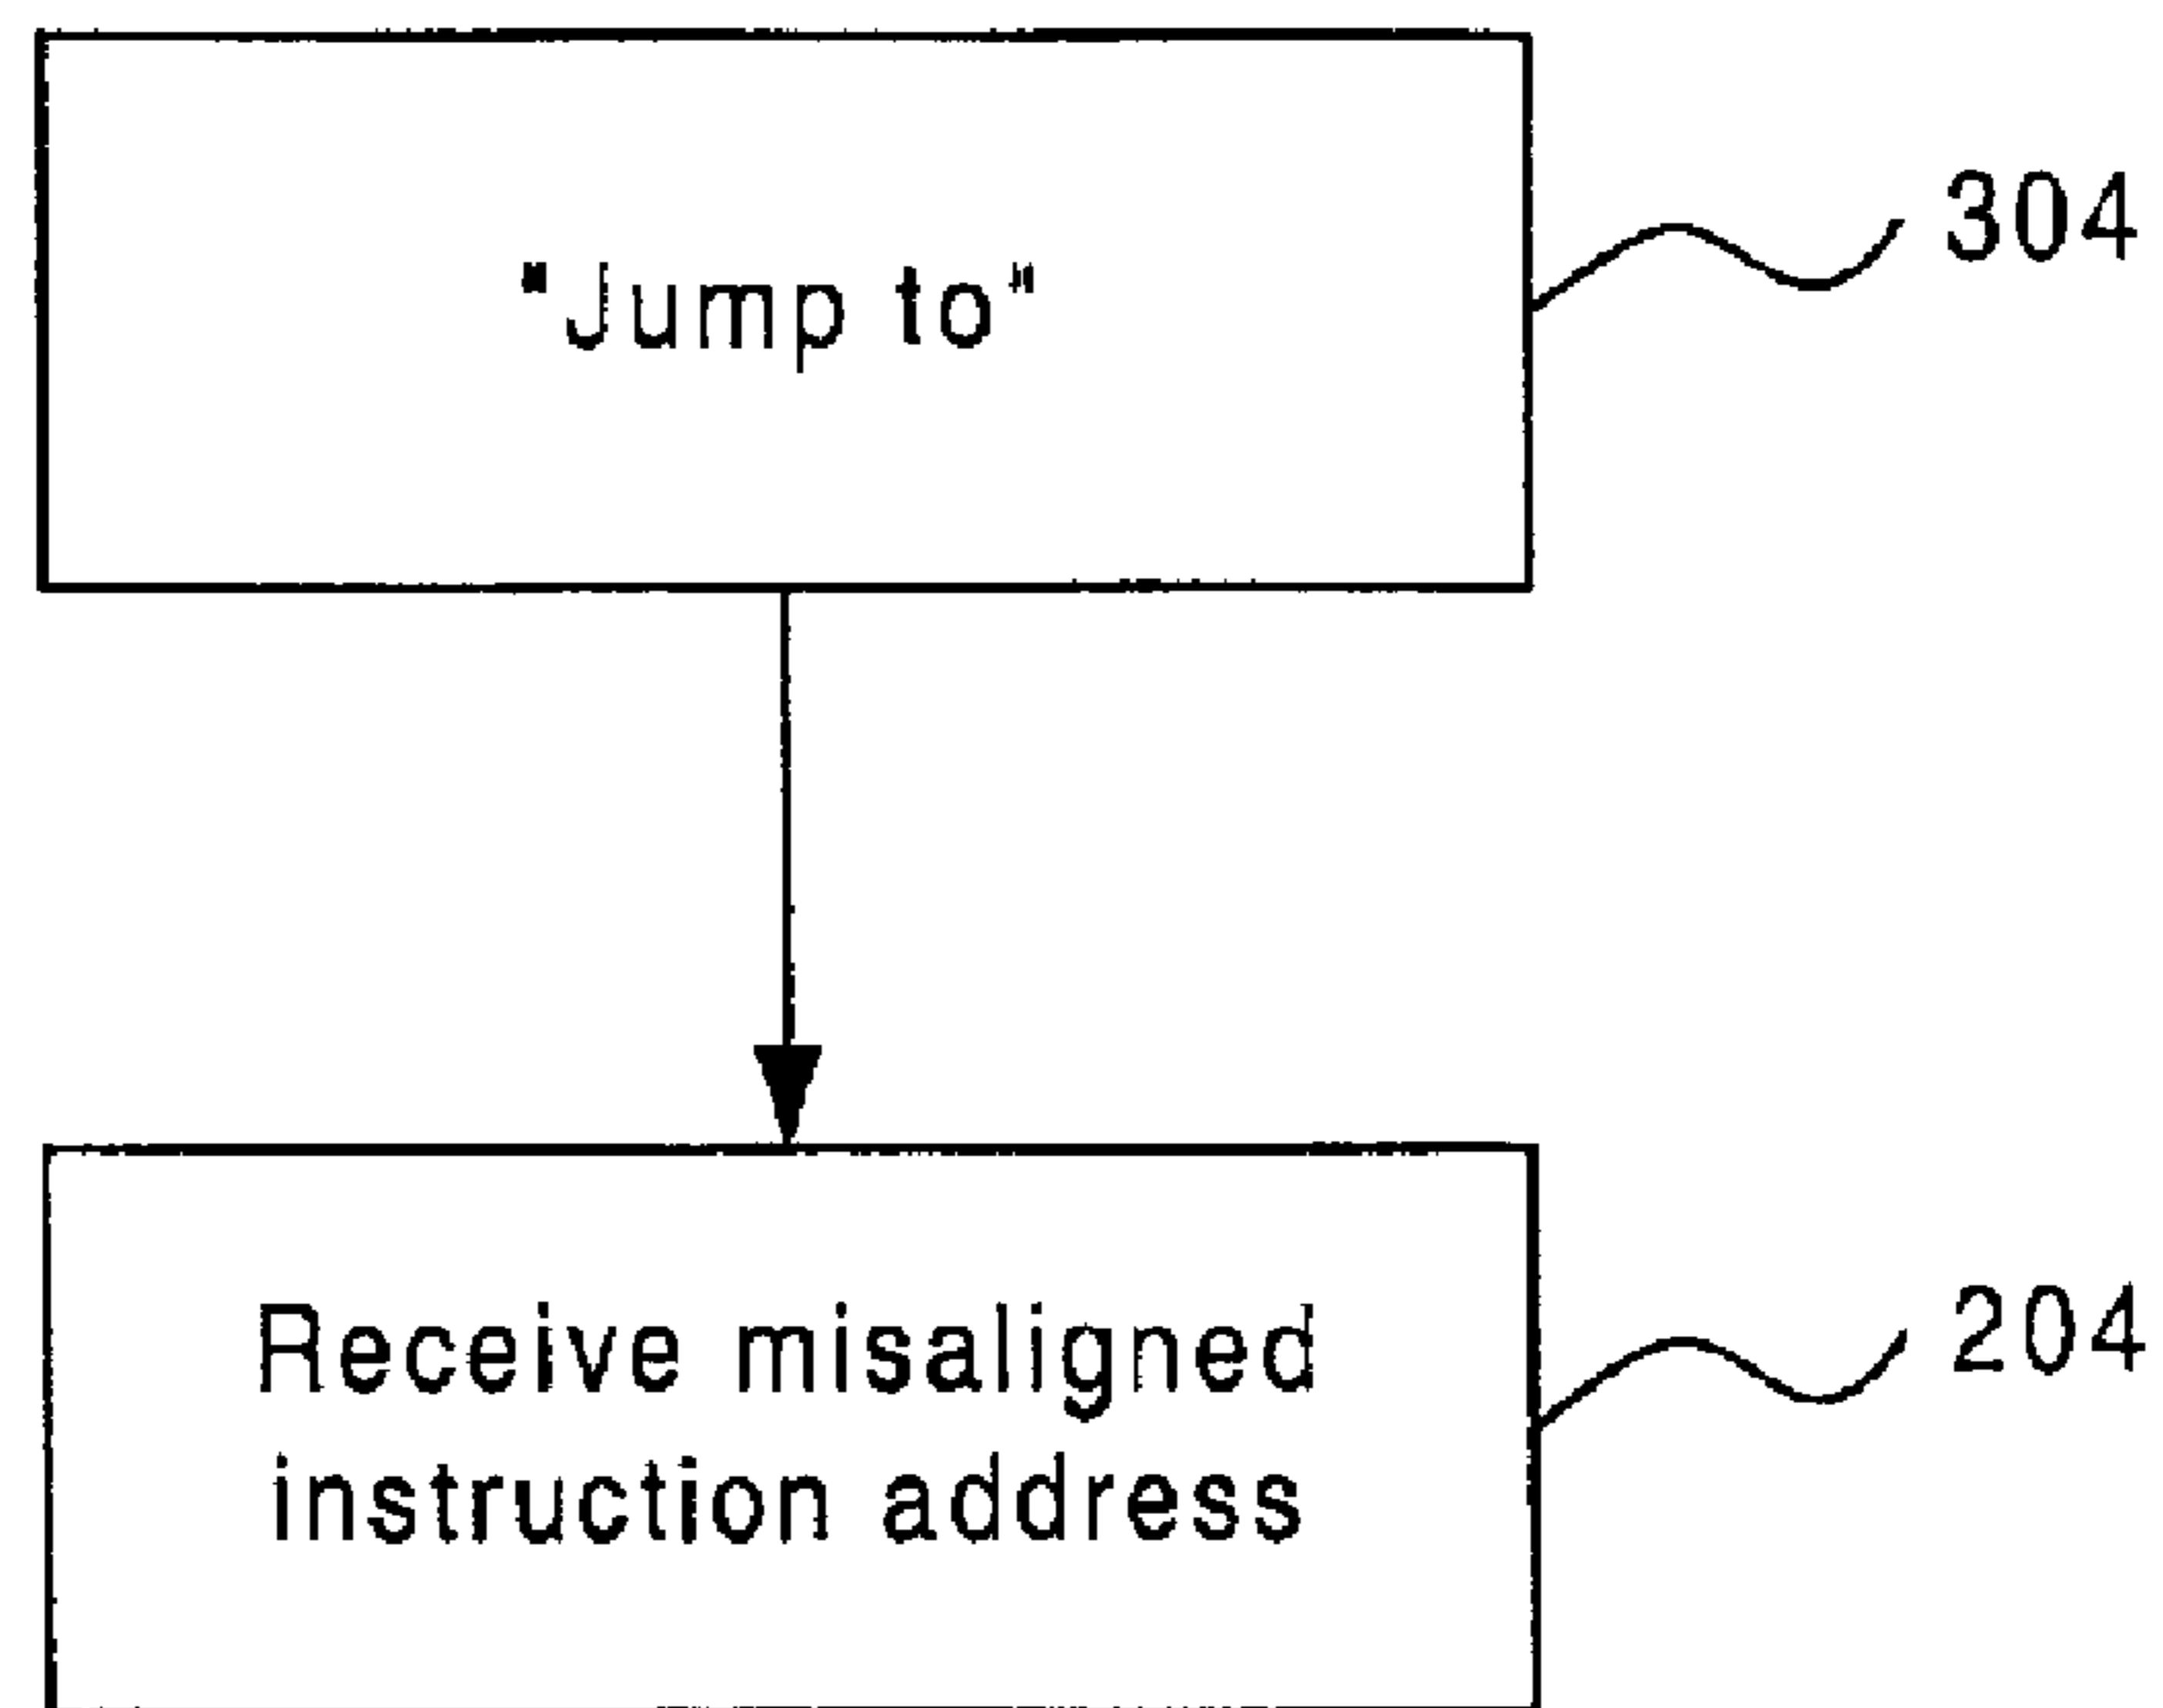 "Jump to"
304
Receive misaligned
instruction address
204